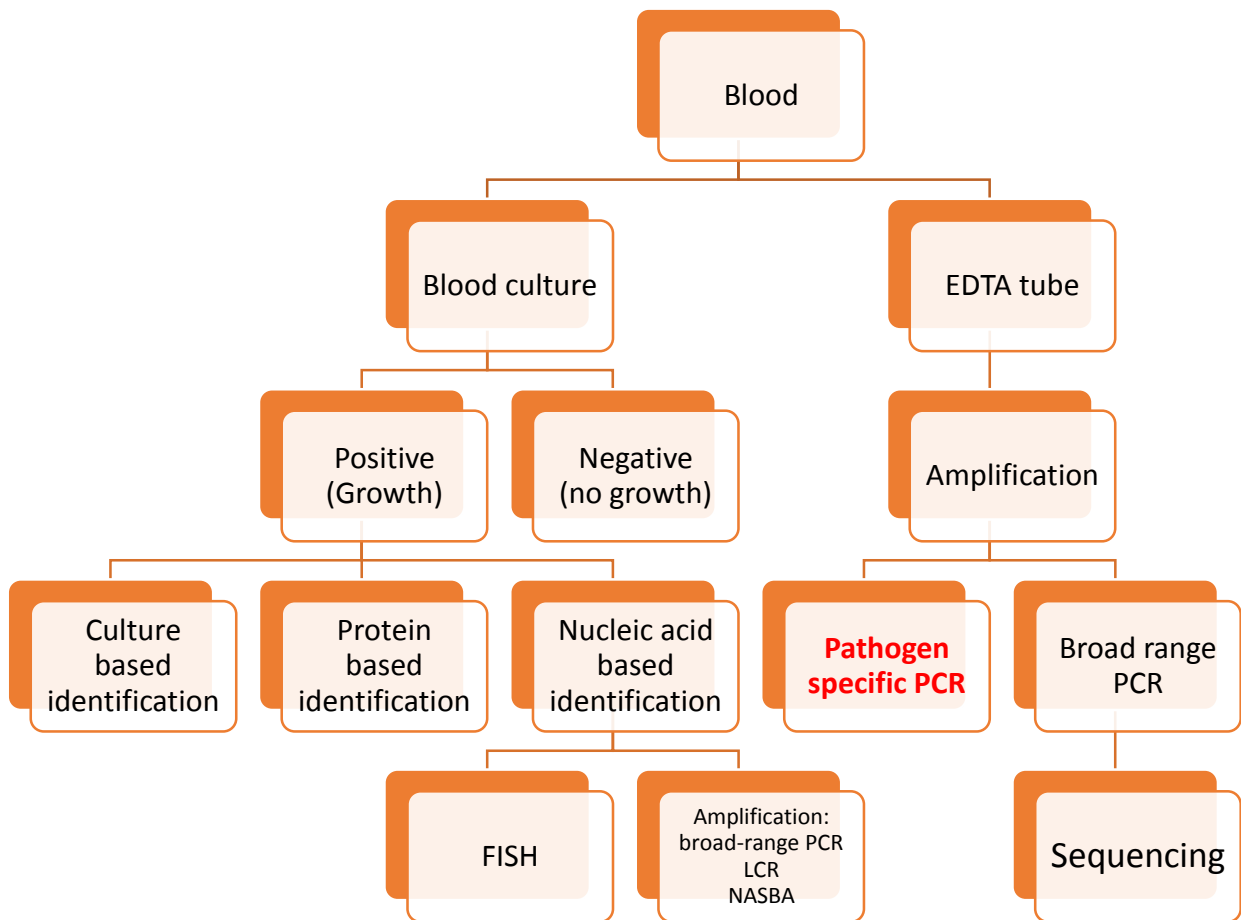 Blood
Blood culture
EDTA tube
Positive
(Growth)
Negative
(no growth)
Amplification
Culture
based
identification
Protein
based
identification
Nucleic acid
based
identification
Pathogen
specific PCR
Broad range
PCR
FISH
Amplification:
broad-range PCR
LCR
NASBA
Sequencing